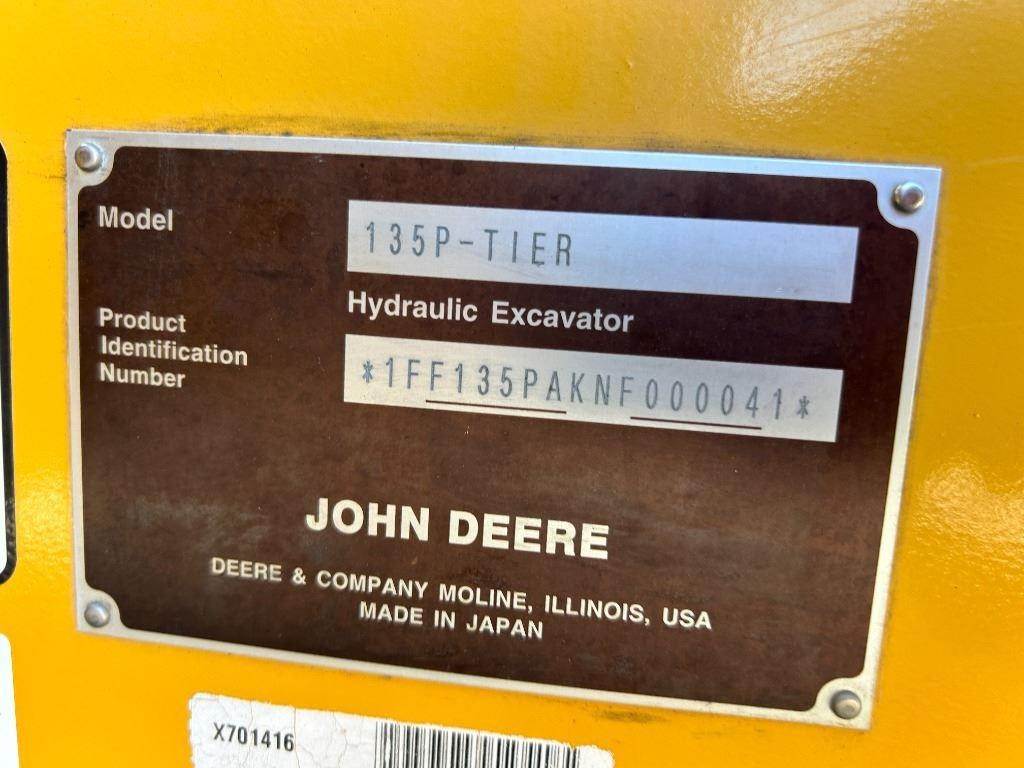 Model
135P-TIER
Hydraulic Excavator
Product
Identification
Number
*1FF135PAKNF000041*
JOHN DEERE
DEERE & COMPANY MOLINE, ILLINOIS, USA
MADE IN JAPAN
X701416